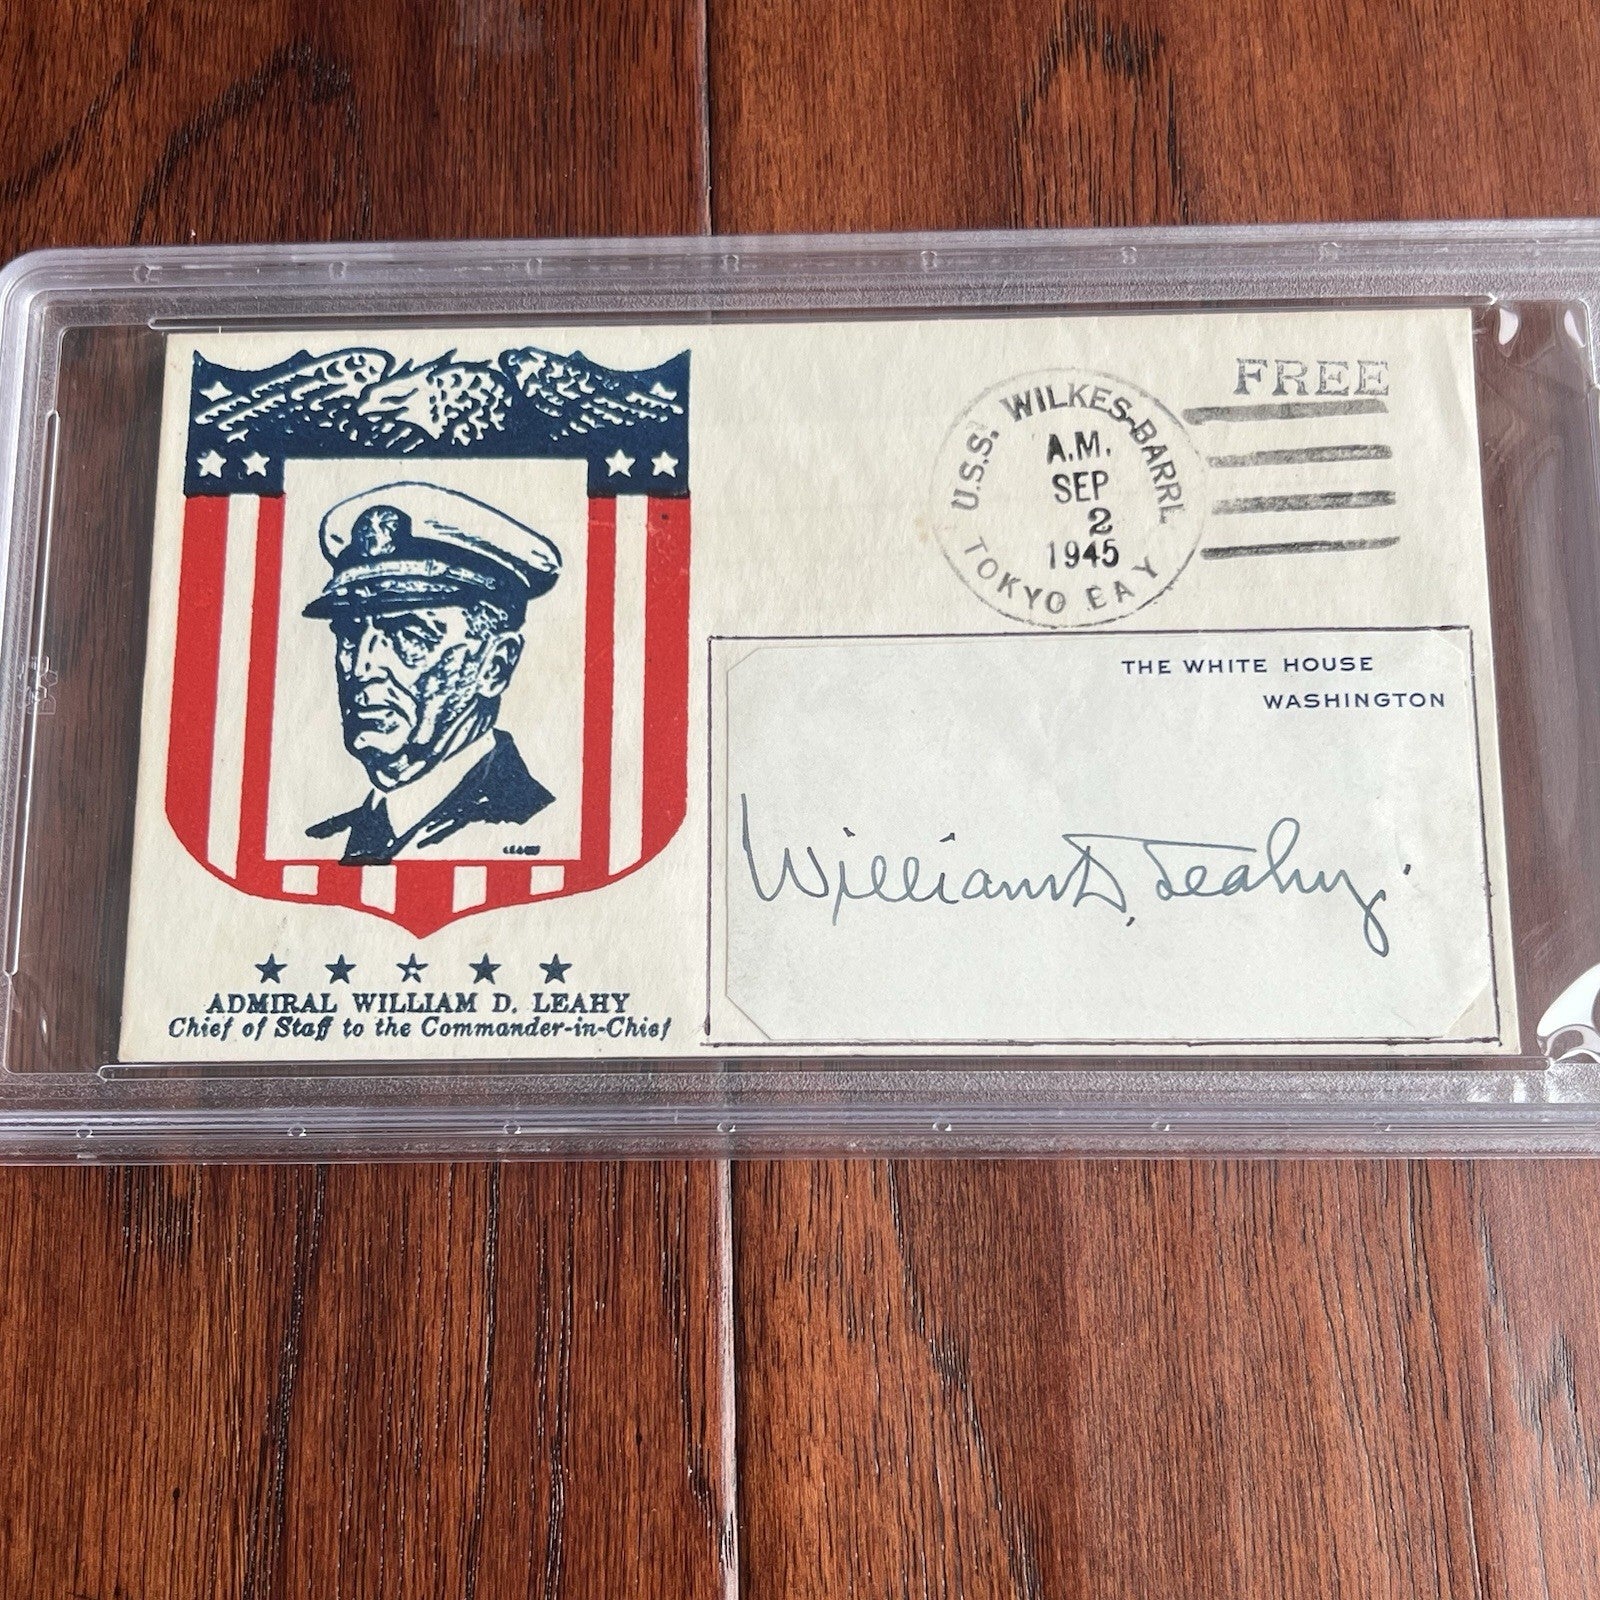 FREE
U.S.S. WILKES-BARRE
A.M.
SEP
2
1945
TOKYO BAY
THE WHITE HOUSE
WASHINGTON
William D. Leahy.
ADMIRAL WILLIAM D. LEAHY
Chief of Staff to the Commander-in-Chief